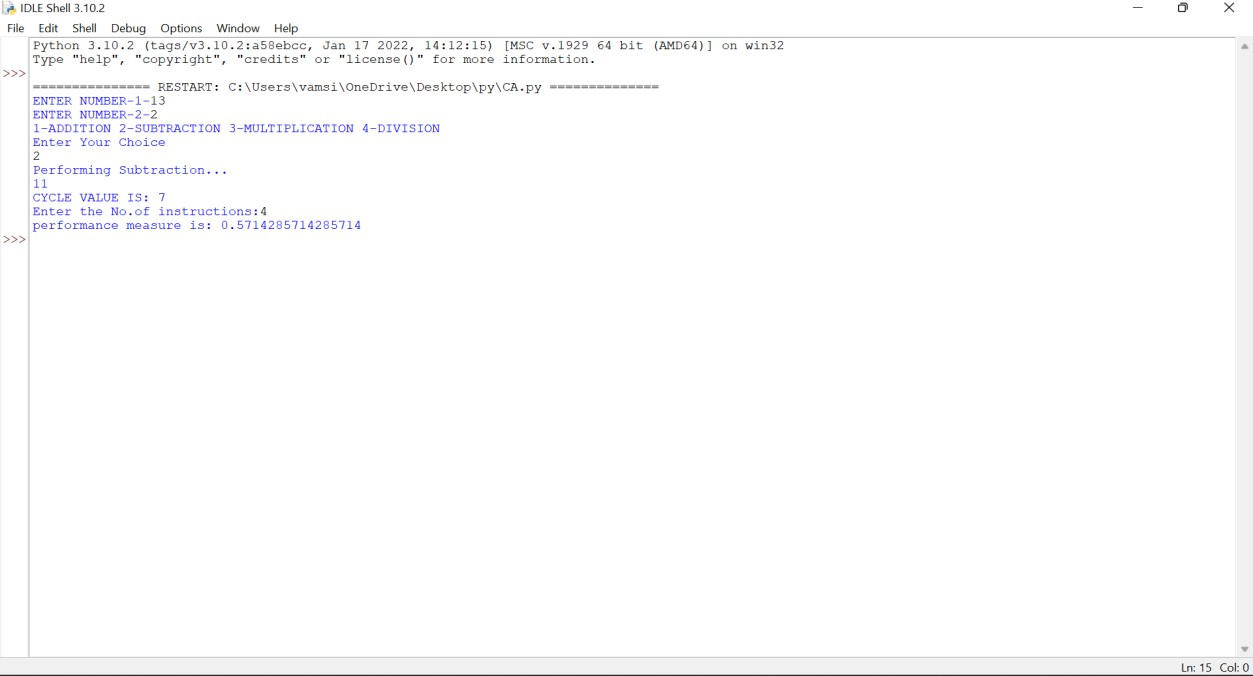 IDLE Shell 3.10.2
File Edit Shell Debug Options Window Help
Python 3.10.2 (tags/v3.10.2:a58ebcc, Jan 17 2022, 14:12:15) [MSC v.1929 64 bit (AMD64)] on win32
Type "help", "copyright", "credits" or "license()" for more information.
>>>
=============== RESTART: C:\Users\vamsi\OneDrive\Desktop\py\CA.py ==============
ENTER NUMBER-1-13
ENTER NUMBER-2-2
1-ADDITION 2-SUBTRACTION 3-MULTIPLICATION 4-DIVISION
Enter Your Choice
2
Performing Subtraction...
11
CYCLE VALUE IS: 7
Enter the No.of instructions:4
performance measure is: 0.5714285714285714
>>>
Ln: 15 Col: 0